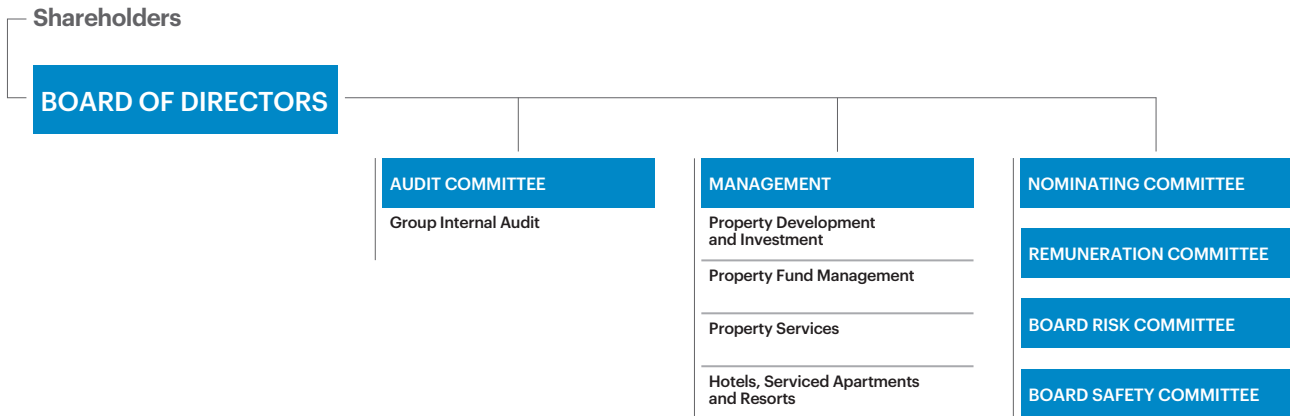 Shareholders
BOARD OF DIRECTORS
AUDIT COMMITTEE
Group Internal Audit
MANAGEMENT
Property Development
and Investment
Property Fund Management
Property Services
Hotels, Serviced Apartments
and Resorts
NOMINATING COMMITTEE
REMUNERATION COMMITTEE
BOARD RISK COMMITTEE
BOARD SAFETY COMMITTEE